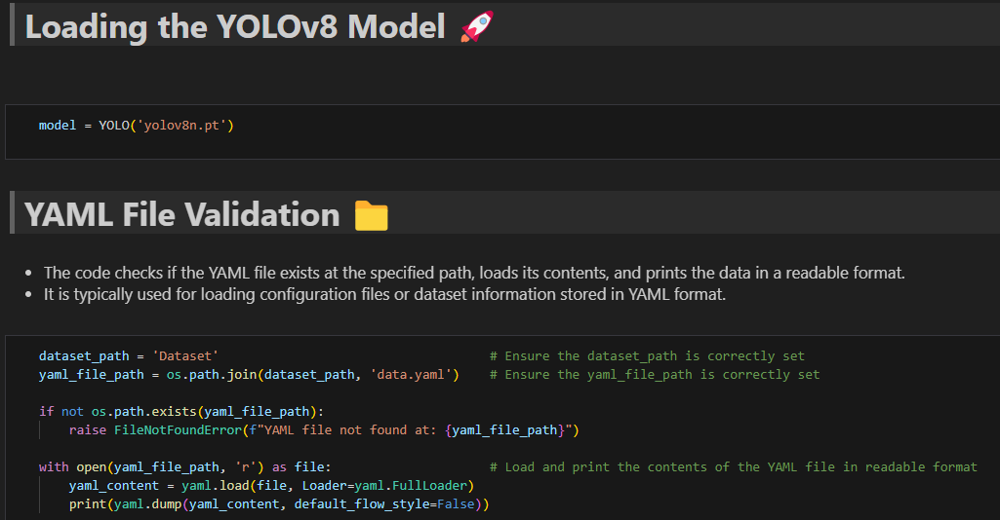 Loading the YOLOv8 Model 🚀
model = YOLO('yolov8n.pt')
YAML File Validation 📁
• The code checks if the YAML file exists at the specified path, loads its contents, and prints the data in a readable format.
• It is typically used for loading configuration files or dataset information stored in YAML format.
dataset_path = 'Dataset' # Ensure the dataset_path is correctly set
yaml_file_path = os.path.join(dataset_path, 'data.yaml') # Ensure the yaml_file_path is correctly set
if not os.path.exists(yaml_file_path):
    raise FileNotFoundError(f"YAML file not found at: {yaml_file_path}")
with open(yaml_file_path, 'r') as file: # Load and print the contents of the YAML file in readable format
    yaml_content = yaml.load(file, Loader=yaml.FullLoader)
    print(yaml.dump(yaml_content, default_flow_style=False))